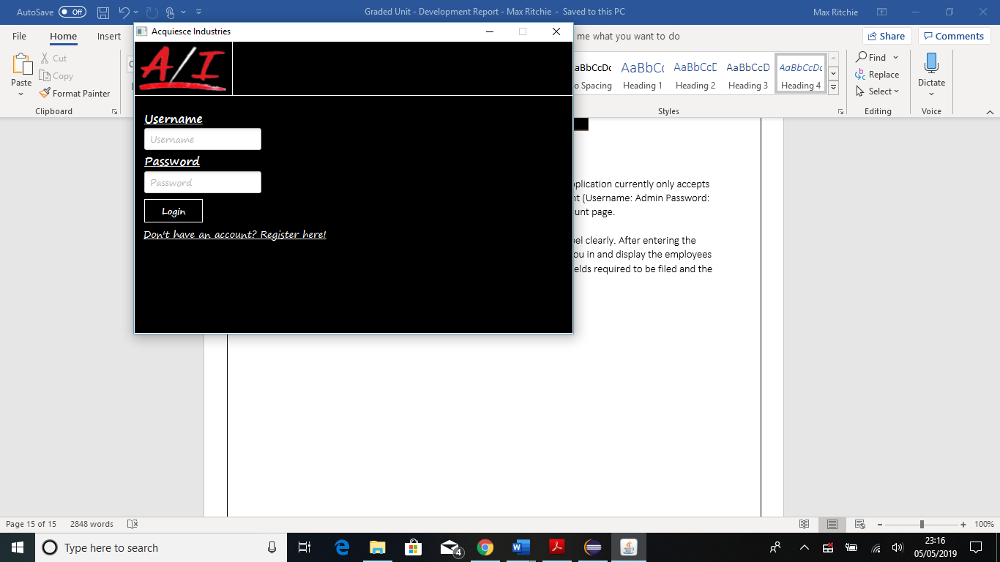 AutoSave Off
Graded Unit - Development Report - Max Ritchie - Saved to this PC
Max Ritchie
File Home Insert
me what you want to do
Share Comments
Paste
Cut
Copy
Format Painter
Clipboard
AaBbCc AaBbCcD AaBbCcD AaBbCcDc
Heading 1 Heading 2 Heading 3 Heading 4
Styles
Find
Replace
Select
Editing
Dictate
Voice
Acquiesce Industries
A/I
Username
Username
Password
Password
Login
Don't have an account? Register here!
plication currently only accepts
nt (Username: Admin Password:
unt page.
el clearly. After entering the
ou in and display the employees
elds required to be filed and the
Page 15 of 15 2848 words
100%
Type here to search
4
23:16
05/05/2019